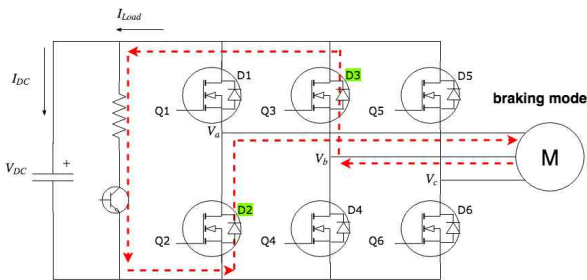 I_Load
I_DC
D1
D3
D5
Q1
Q3
Q5
braking mode
V_a
V_DC
+
V_b
M
V_c
D2
D4
D6
Q2
Q4
Q6